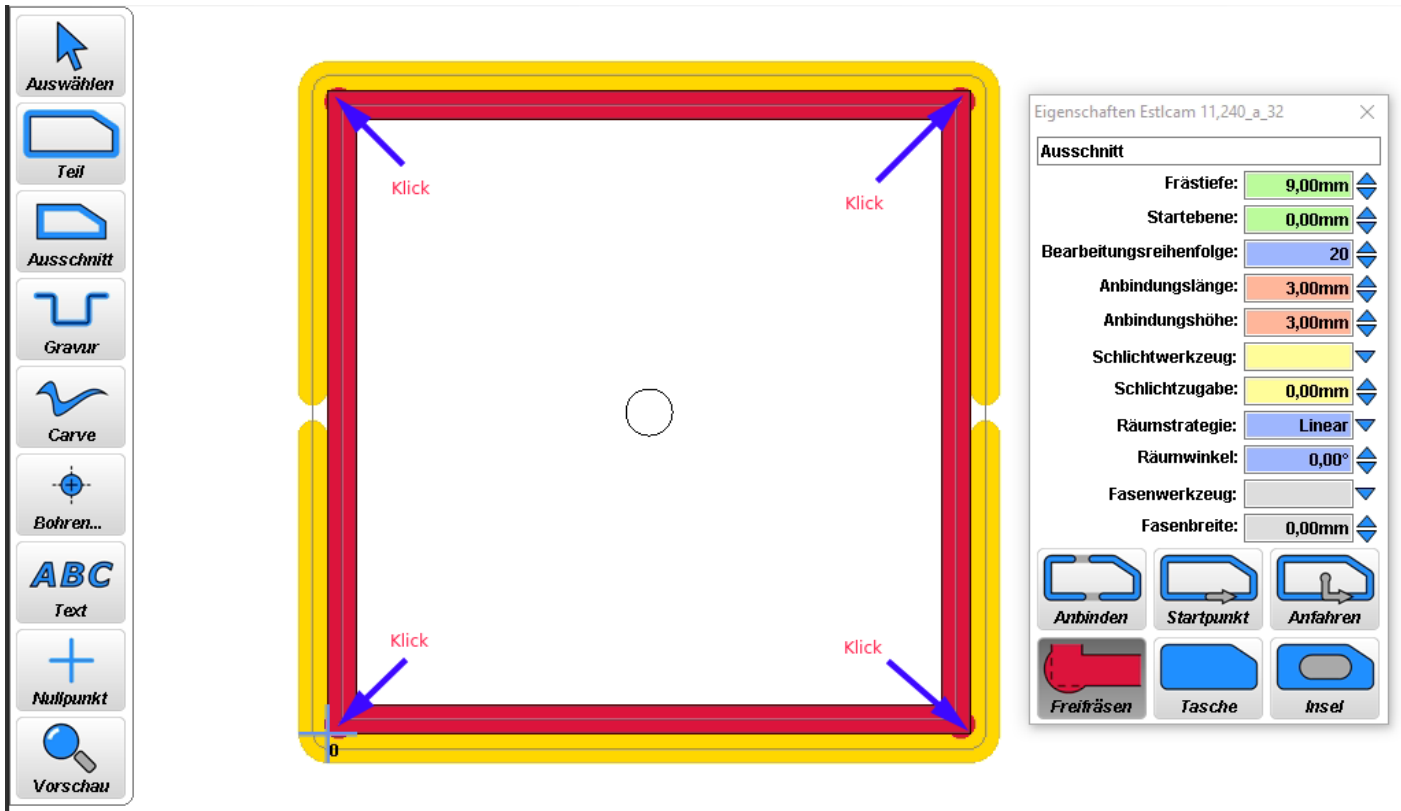 Auswählen
Teil
Ausschnitt
Gravur
Carve
Bohren...
ABC
Text
Nullpunkt
Vorschau
Klick
Klick
Klick
Klick
0
Eigenschaften Estlcam 11,240_a_32
Ausschnitt
Frästiefe: 9,00mm
Startebene: 0,00mm
Bearbeitungsreihenfolge: 20
Anbindungslänge: 3,00mm
Anbindungshöhe: 3,00mm
Schlichtwerkzeug:
Schlichtzugabe: 0,00mm
Räumstrategie: Linear
Räumwinkel: 0,00°
Fasenwerkzeug:
Fasenbreite: 0,00mm
Anbinden Startpunkt Anfahren
Freifräsen Tasche Insel